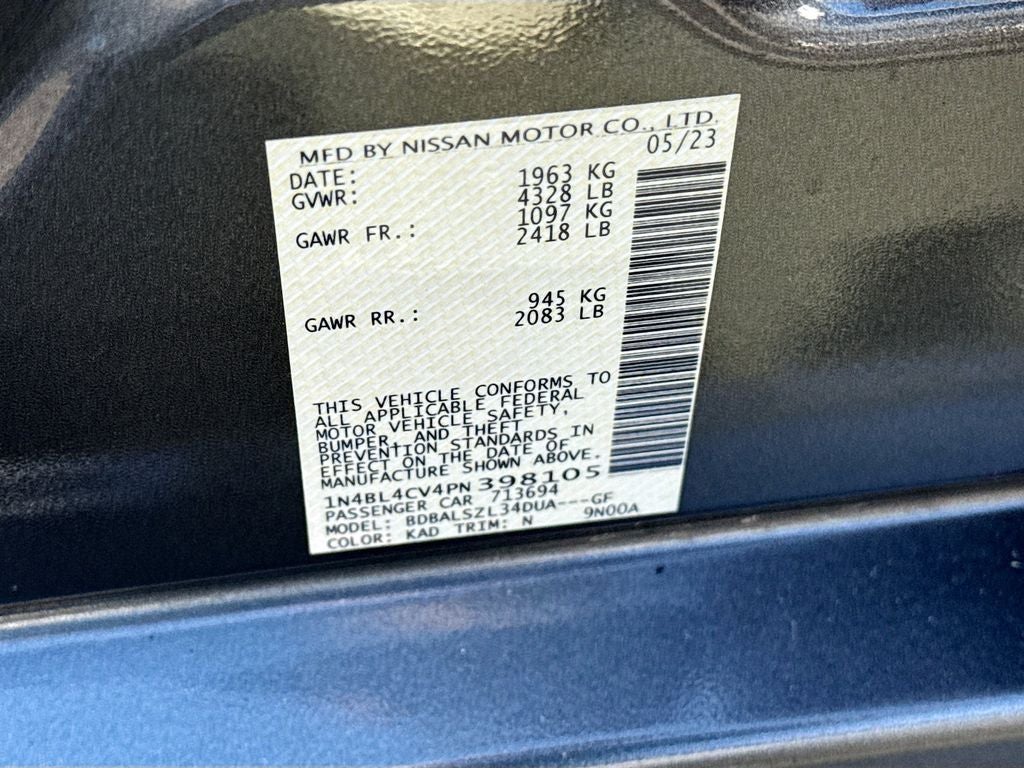 MFD BY NISSAN MOTOR CO., LTD.
DATE: 05/23
GVWR: 1963 KG
4328 LB
GAWR FR.: 1097 KG
2418 LB
GAWR RR.: 945 KG
2083 LB
THIS VEHICLE CONFORMS TO
ALL APPLICABLE FEDERAL
MOTOR VEHICLE SAFETY,
BUMPER, AND THEFT
PREVENTION STANDARDS IN
EFFECT ON THE DATE OF
MANUFACTURE SHOWN ABOVE.
1N4BL4CV4PN398105
PASSENGER CAR 713694
MODEL: BDBALSZL34DUA---GF
COLOR: KAD TRIM: N 9N00A